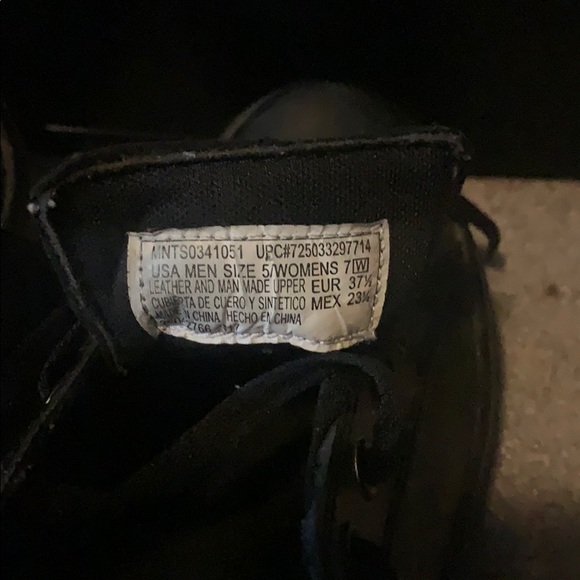 MNTS0341051 UPC#725033297714
USA MEN SIZE 5/WOMENS 7 W
LEATHER AND MAN MADE UPPER EUR 37½
CUBIERTA DE CUERO Y SINTETICO MEX 23½
MADE IN CHINA HECHO EN CHINA